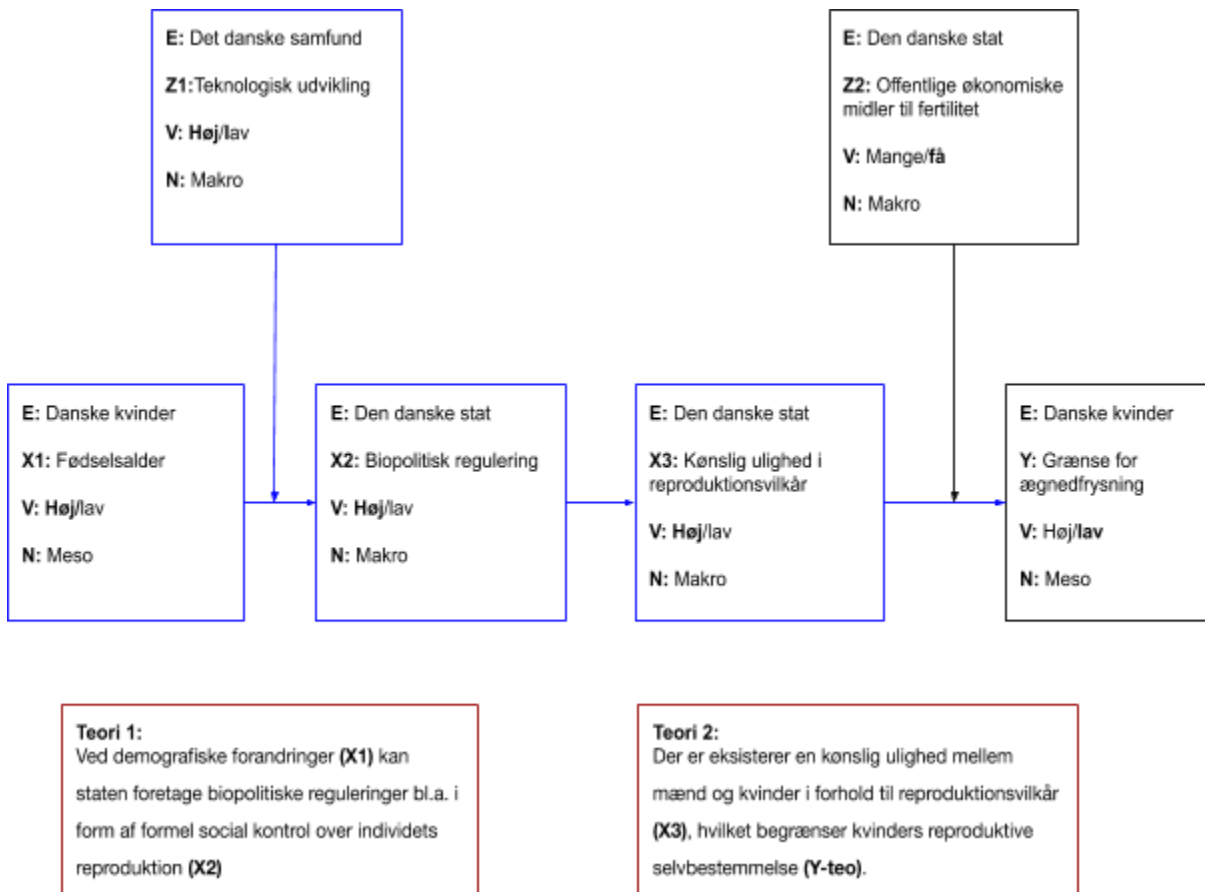 E: Det danske samfund
Z1:Teknologisk udvikling
V: Høj/lav
N: Makro
E: Den danske stat
Z2: Offentlige økonomiske
midler til fertilitet
V: Mange/få
N: Makro
E: Danske kvinder
X1: Fødselsalder
V: Høj/lav
N: Meso
E: Den danske stat
X2: Biopolitisk regulering
V: Høj/lav
N: Makro
E: Den danske stat
X3: Kønslig ulighed i
reproduktionsvilkår
V: Høj/lav
N: Makro
E: Danske kvinder
Y: Grænse for
ægnedfrysning
V: Høj/lav
N: Meso
Teori 1:
Ved demografiske forandringer (X1) kan
staten foretage biopolitiske reguleringer bl.a. i
form af formel social kontrol over individets
reproduktion (X2)
Teori 2:
Der er eksisterer en kønslig ulighed mellem
mænd og kvinder i forhold til reproduktionsvilkår
(X3), hvilket begrænser kvinders reproduktive
selvbestemmelse (Y-teo).